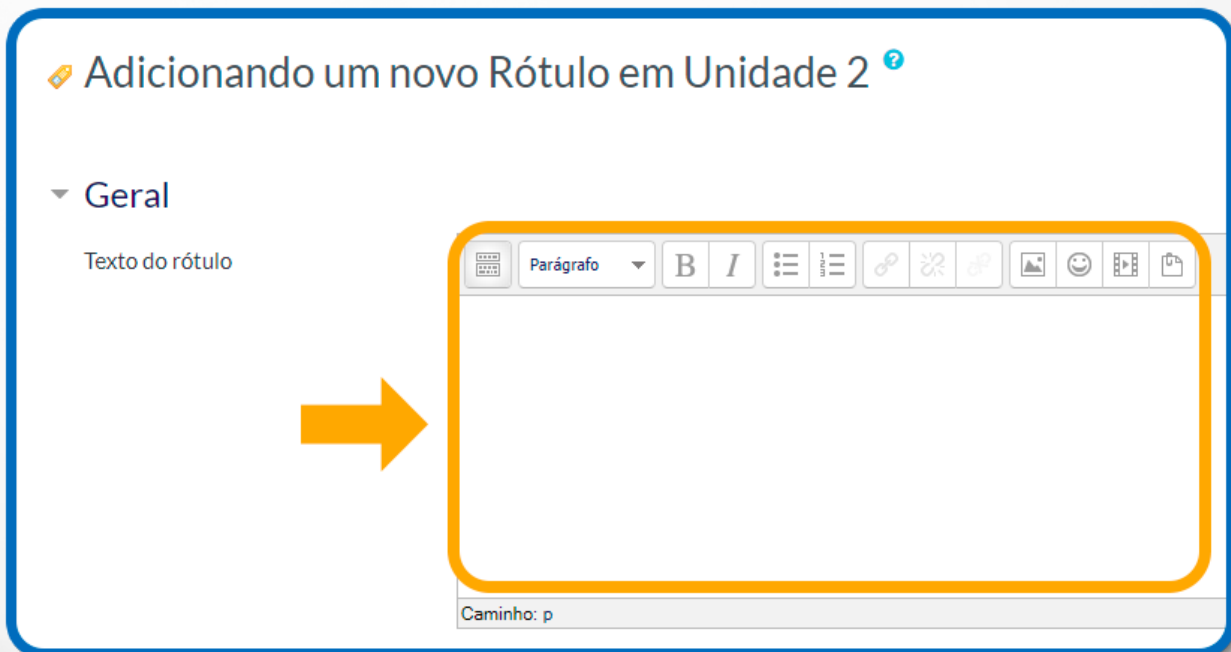 Adicionando um novo Rótulo em Unidade 2 ?
Geral
Texto do rótulo
Parágrafo B I
Caminho: p